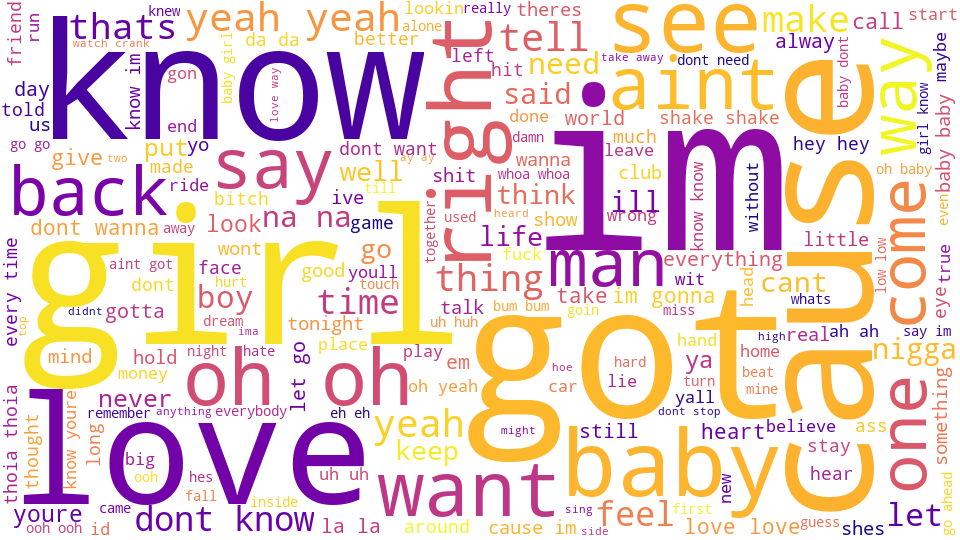 knew
lookin
really
theres
yeah yeah
see
make
call
start
friend
run
thats
alone
watch crank
da da
better
left
tell
take away
dont need
alway
maybe
know
gon
baby girl
love way
know im
hit
need
aint
baby dont
way
day
told
us
go go
end
right
said
done
world
shake shake
hey hey
girl know
baby baby
put
yo
made
dont want
damn
much
wanna
leave
oh baby
give
two
say
well
ay ay
till
whoa whoa
im
cause
back
ride
bitch
ive
shit
think
club
ill
without
even
dont wanna
away
look
na na
game
together
used
heard
show
wrong
know know
little
come
every time
girl
wont
go
life
man
everything
low low
true
aint got
face
hurt
good
youll
fuck
wit
head
cant
eye
dont
touch
thing
take
im gonna
whats
didnt
gotta
boy
time
talk
bum bum
goin
miss
top
dream
ima
tonight
uh huh
got
hand
high
real
ah ah
say im
mind
hold
night
hate
place
play
em
hard
ya
home
nigga
money
let go
oh oh
oh yeah
hoe
car
lie
turn
beat
mine
one
something
thoia thoia
thought
know youre
never
remember
anything
everybody
eh eh
yall
dont stop
long
love
yeah
might
still
heart
believe
ass
big
keep
baby
stay
ooh
hes
uh uh
want
hear
go ahead
youre
came
fall
inside
sing
new
first
let
ooh ooh
id
dont know
la la
around
cause im
side
feel
love love
guess
shes